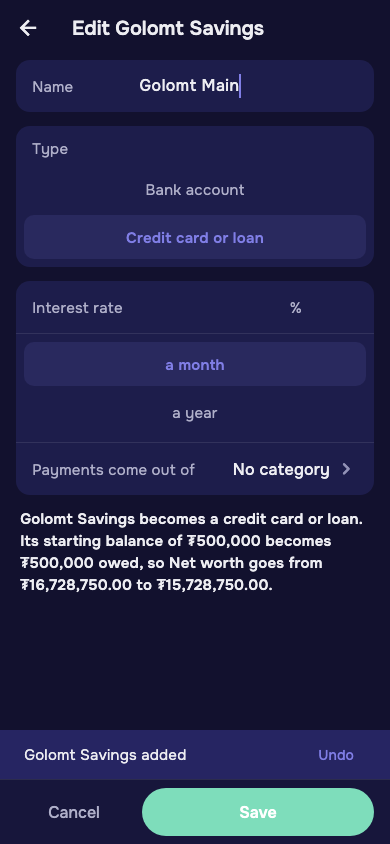 Edit Golomt Savings
Name Golomt Main
Type
Bank account
Credit card or loan
Interest rate %
a month
a year
Payments come out of No category
Golomt Savings becomes a credit card or loan.
Its starting balance of ₮500,000 becomes
₮500,000 owed, so Net worth goes from
₮16,728,750.00 to ₮15,728,750.00.
Golomt Savings added Undo
Cancel Save